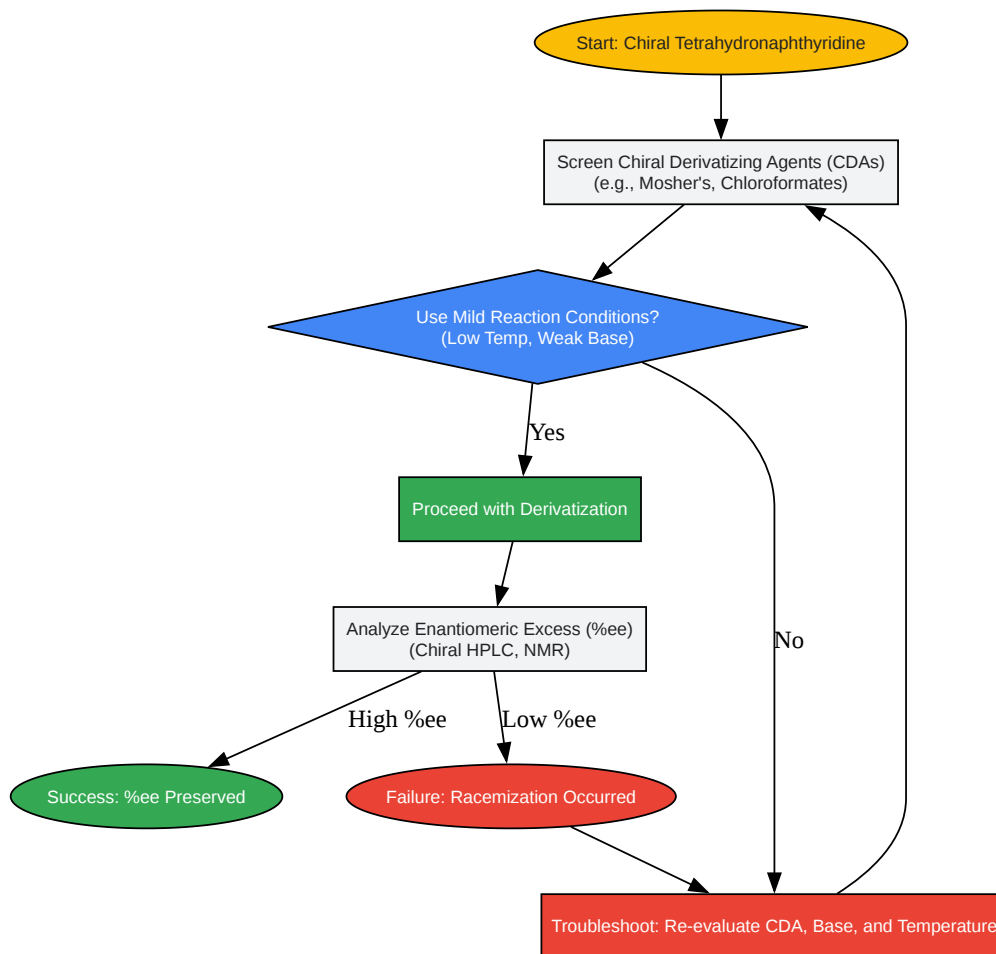 Start: Chiral Tetrahydronaphthyridine
Screen Chiral Derivatizing Agents (CDAs)
(e.g., Mosher's, Chloroformates)
Use Mild Reaction Conditions?
(Low Temp, Weak Base)
Yes
Proceed with Derivatization
Analyze Enantiomeric Excess (%ee)
(Chiral HPLC, NMR)
No
High %ee
Low %ee
Success: %ee Preserved
Failure: Racemization Occurred
Troubleshoot: Re-evaluate CDA, Base, and Temperature